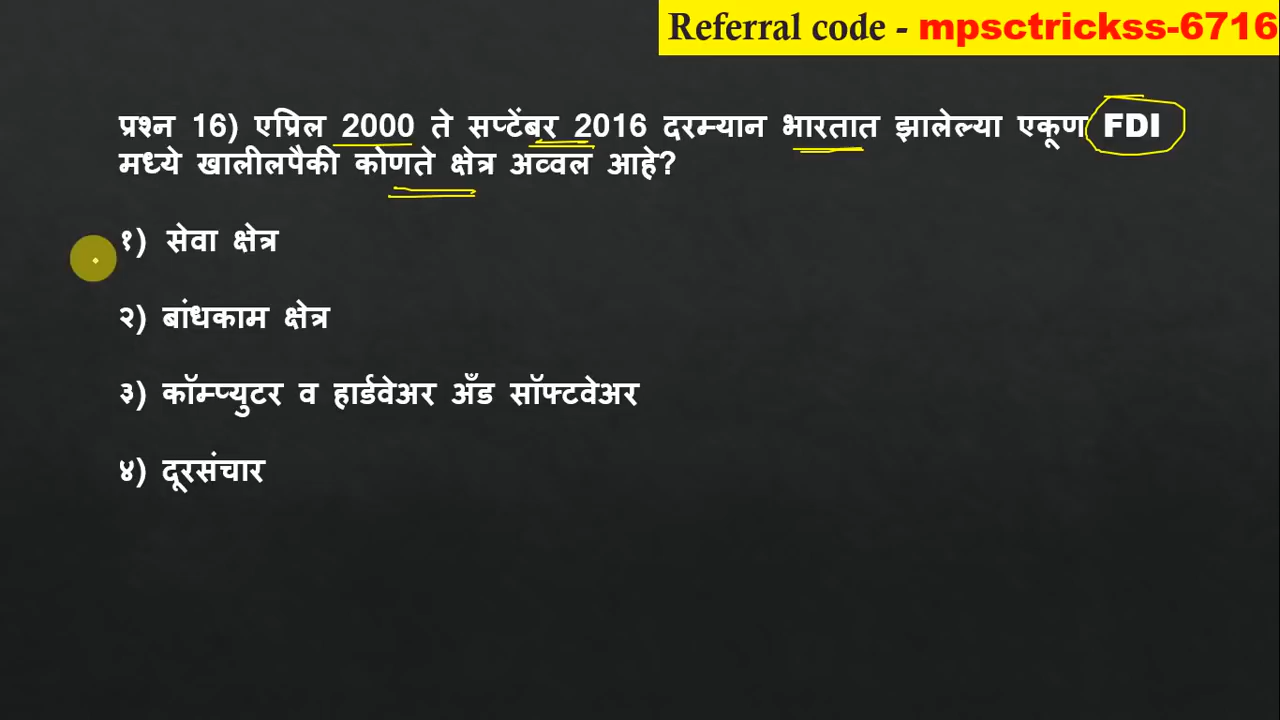 Referral code - mpsctrickss-6716
प्रश्न 16) एप्रिल 2000 ते सप्टेंबर 2016 दरम्यान भारतात झालेल्या एकूण FDI
मध्ये खालीलपैकी कोणते क्षेत्र अव्वल आहे?
१) सेवा क्षेत्र
२) बांधकाम क्षेत्र
३) कॉम्प्युटर व हार्डवेअर अँड सॉफ्टवेअर
४) दूरसंचार